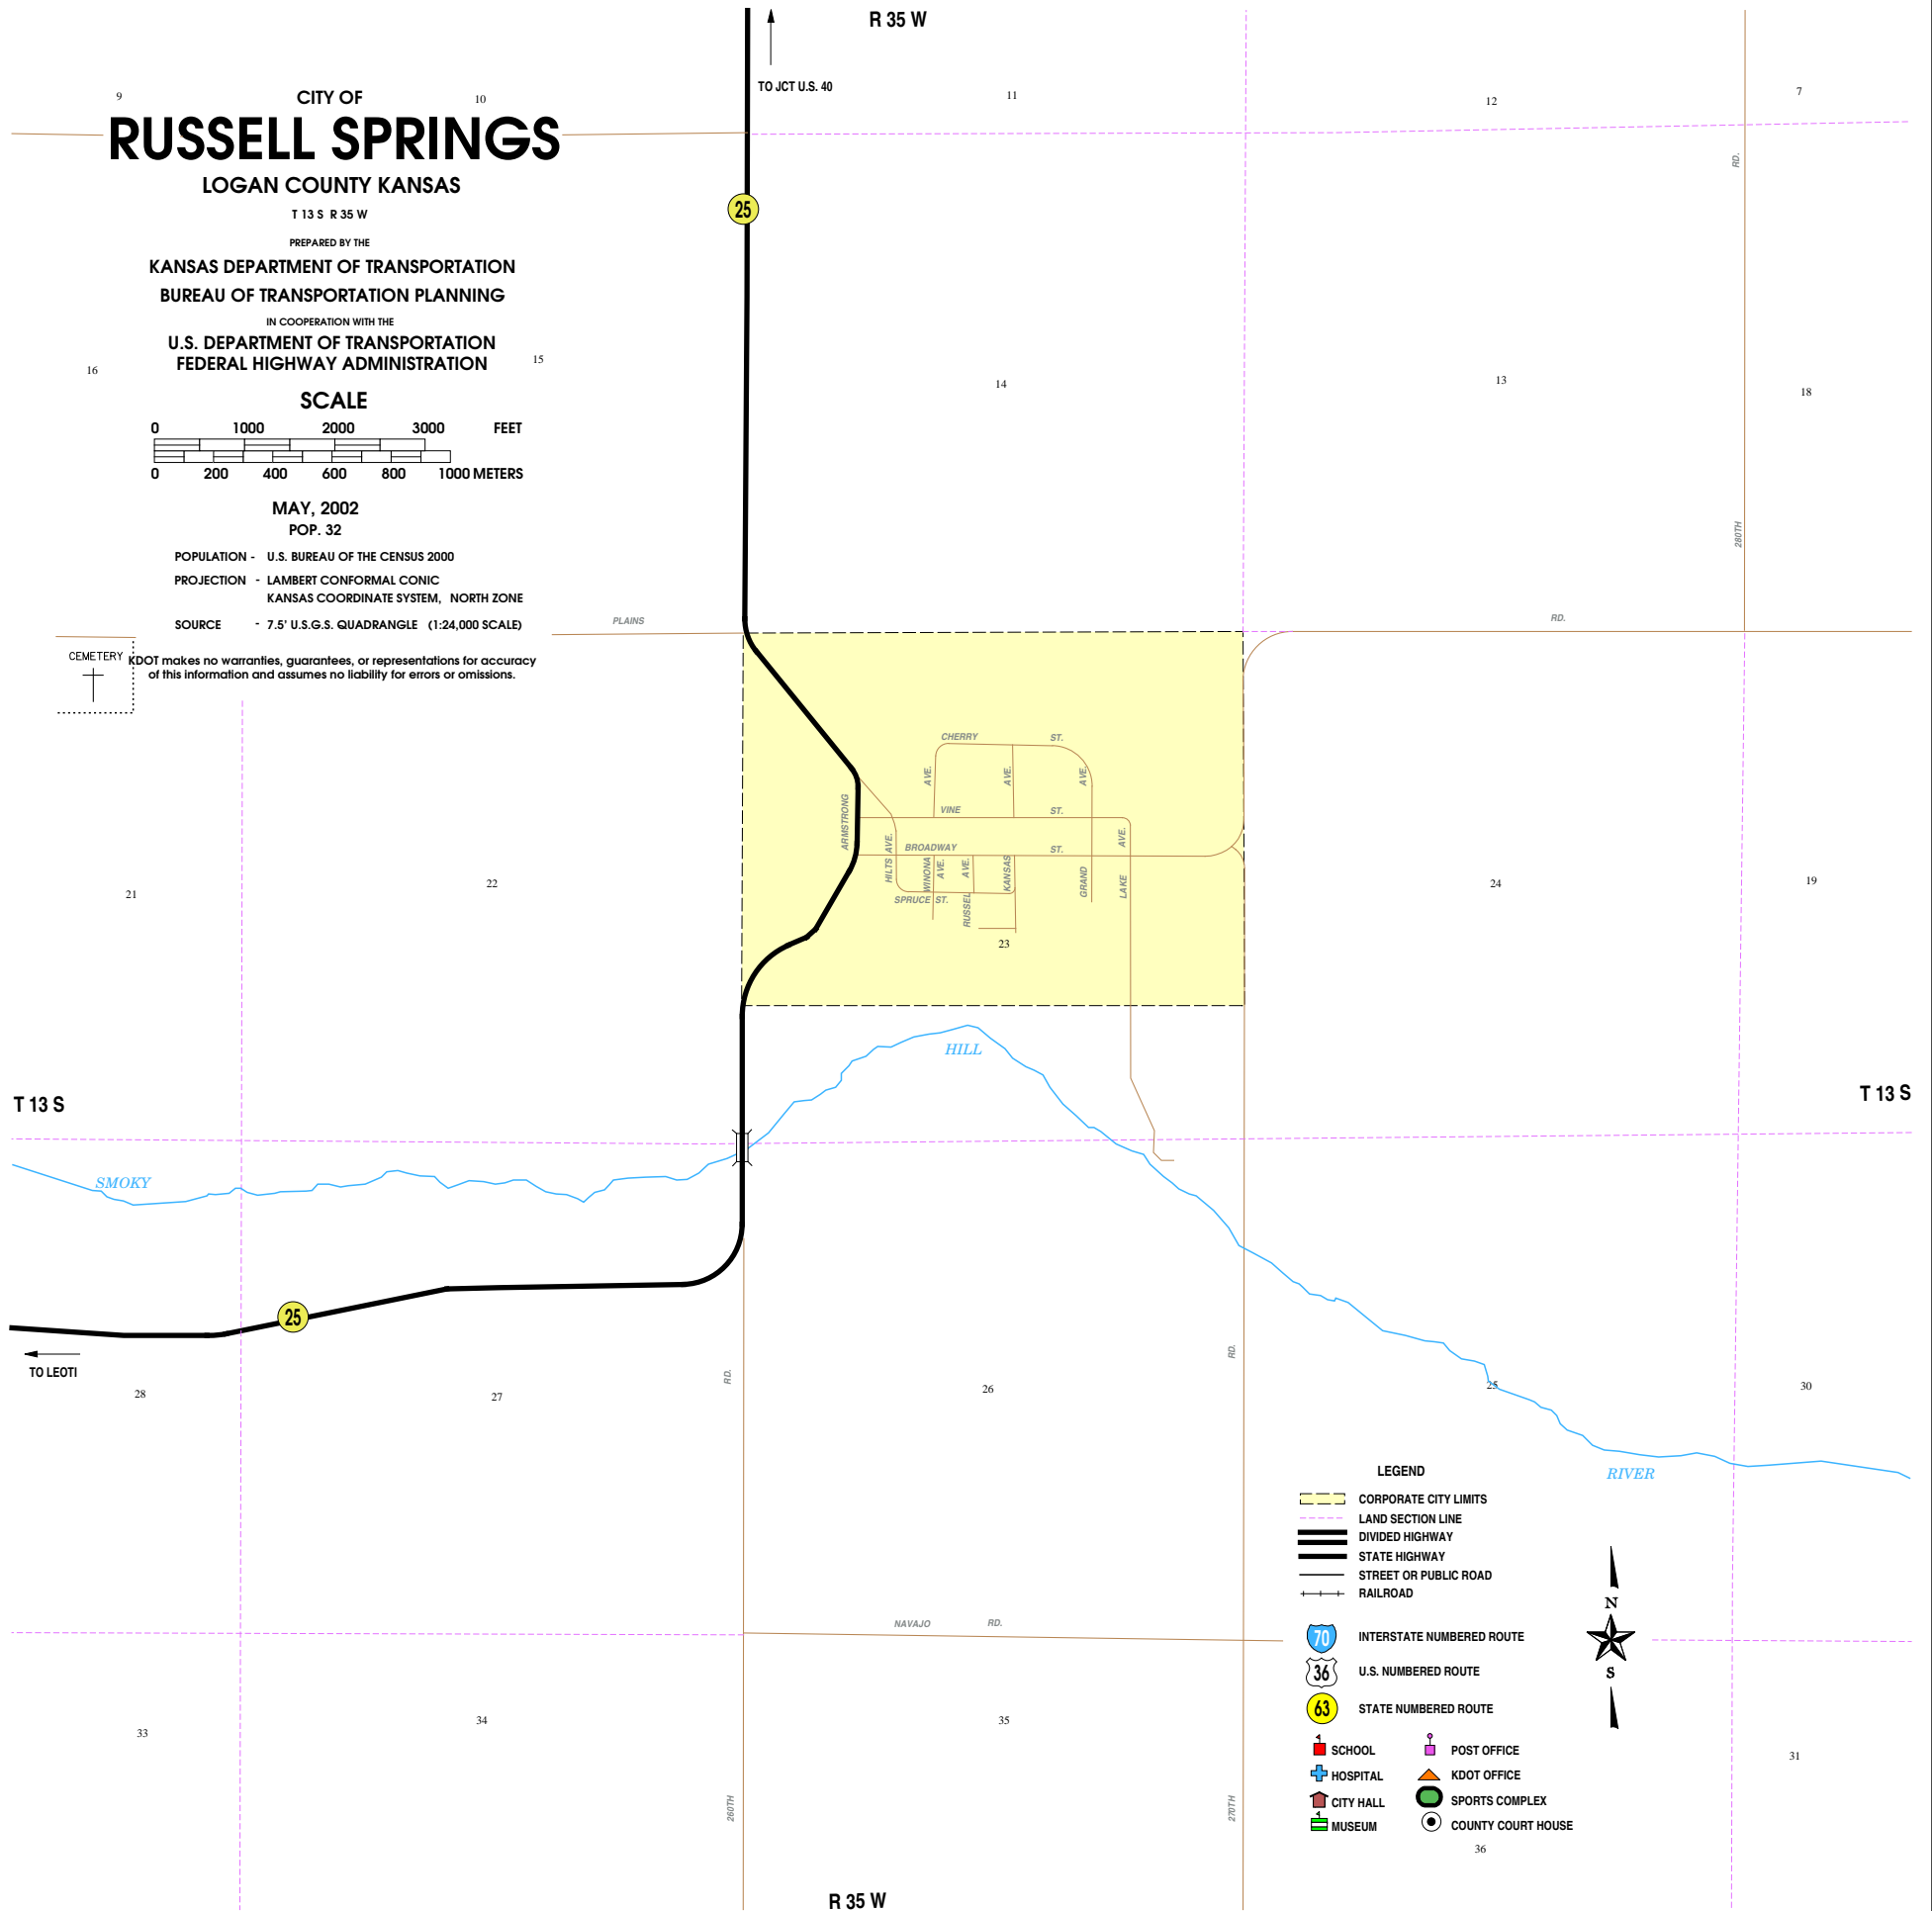 R 35 W
TO JCT U.S. 40
9
10
11
12
7
CITY OF
RUSSELL SPRINGS
LOGAN COUNTY KANSAS
T 13 S R 35 W
PREPARED BY THE
KANSAS DEPARTMENT OF TRANSPORTATION
BUREAU OF TRANSPORTATION PLANNING
IN COOPERATION WITH THE
U.S. DEPARTMENT OF TRANSPORTATION
FEDERAL HIGHWAY ADMINISTRATION
SCALE
0 1000 2000 3000 FEET
0 200 400 600 800 1000 METERS
MAY, 2002
POP. 32
POPULATION - U.S. BUREAU OF THE CENSUS 2000
PROJECTION - LAMBERT CONFORMAL CONIC
KANSAS COORDINATE SYSTEM, NORTH ZONE
SOURCE - 7.5' U.S.G.S. QUADRANGLE (1:24,000 SCALE)
KDOT makes no warranties, guarantees, or representations for accuracy
of this information and assumes no liability for errors or omissions.
CEMETERY
25
RD.
280TH
16
15
14
13
18
PLAINS
RD.
CHERRY ST.
AVE.
AVE.
AVE.
ARMSTRONG
VINE ST.
HILTS AVE.
BROADWAY ST.
WINONA AVE.
RUSSEL AVE.
KANSAS
GRAND
LAKE AVE.
SPRUCE ST.
21
22
23
24
19
T 13 S
T 13 S
SMOKY
HILL
RIVER
25
TO LEOTI
28
27
26
25
30
RD.
260TH
RD.
270TH
NAVAJO RD.
33
34
35
36
31
LEGEND
CORPORATE CITY LIMITS
LAND SECTION LINE
DIVIDED HIGHWAY
STATE HIGHWAY
STREET OR PUBLIC ROAD
RAILROAD
70 INTERSTATE NUMBERED ROUTE
36 U.S. NUMBERED ROUTE
63 STATE NUMBERED ROUTE
SCHOOL
HOSPITAL
CITY HALL
MUSEUM
POST OFFICE
KDOT OFFICE
SPORTS COMPLEX
COUNTY COURT HOUSE
N
S
R 35 W